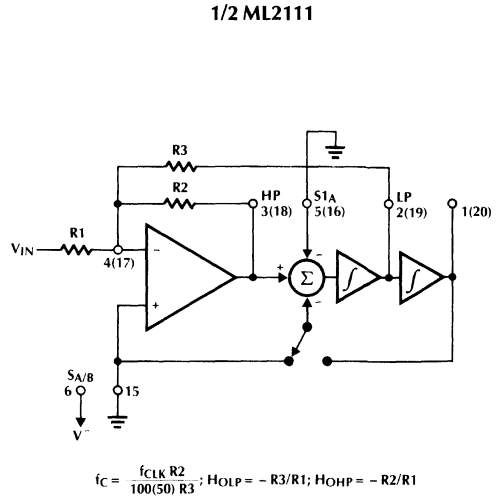 1/2 ML2111
R3
R2
HP
3(18)
S1A
5(16)
LP
2(19)
1(20)
R1
VIN
4(17)
−
+
+
Σ
−
−
∫
∫
SA/B
6
15
V−
fC = fCLK R2 / 100(50) R3 ; HOLP = − R3/R1; HOHP = − R2/R1